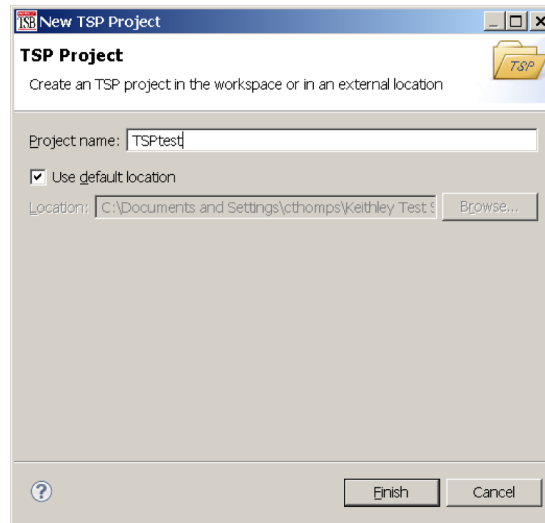 TSB New TSP Project
TSP Project
TSP
Create an TSP project in the workspace or in an external location
Project name: TSPtest
Use default location
Location: C:\Documents and Settings\cthomps\Keithley Test Browse...
? Finish Cancel